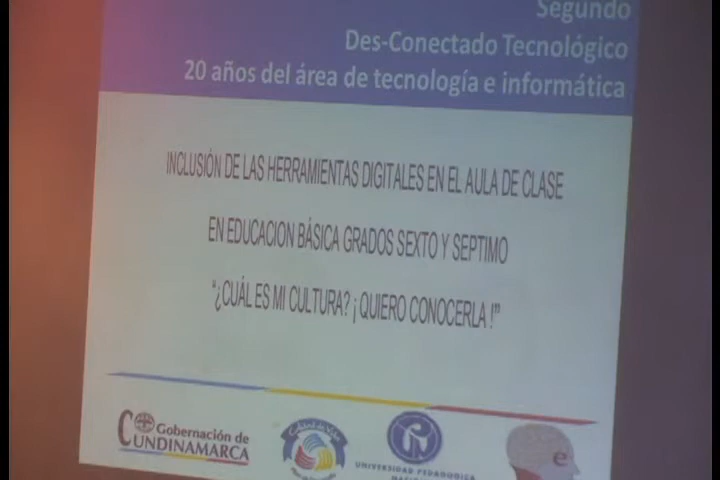 Segundo
Des-Conectado Tecnológico
20 años del área de tecnología e informática
INCLUSIÓN DE LAS HERRAMIENTAS DIGITALES EN EL AULA DE CLASE
EN EDUCACION BÁSICA GRADOS SEXTO Y SEPTIMO
"¿CUÁL ES MI CULTURA? ¡ QUIERO CONOCERLA !"
Gobernación de
CUNDINAMARCA
UNIVERSIDAD PEDAGOGICA
e